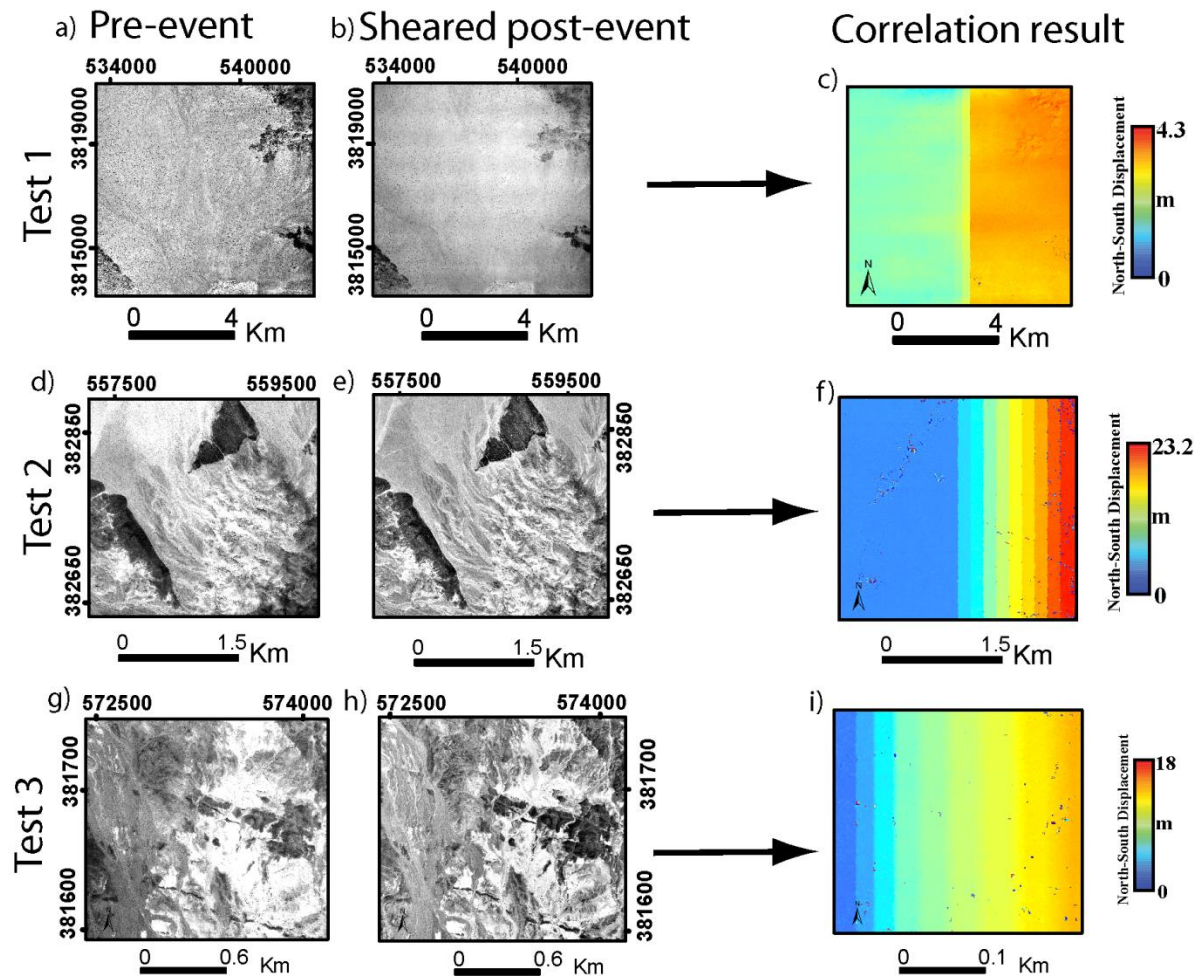 a) Pre-event
b) Sheared post-event
Correlation result
534000 540000
534000 540000
c)
Test 1
3819000
3815000
3819000
3815000
N
North-South Displacement
4.3
m
0
0 4 Km
0 4 Km
0 4
Km
d)
557500 559500
e)
557500 559500
f)
Test 2
382850
382650
382850
382650
N
North-South Displacement
23.2
m
0
0 1.5 Km
0 1.5 Km
0 1.5
Km
g)
572500 574000
h)
572500 574000
i)
Test 3
381700
381600
381700
381600
N
N
N
North-South Displacement
18
m
0
0 0.6
Km
0 0.6
Km
0 0.1
Km